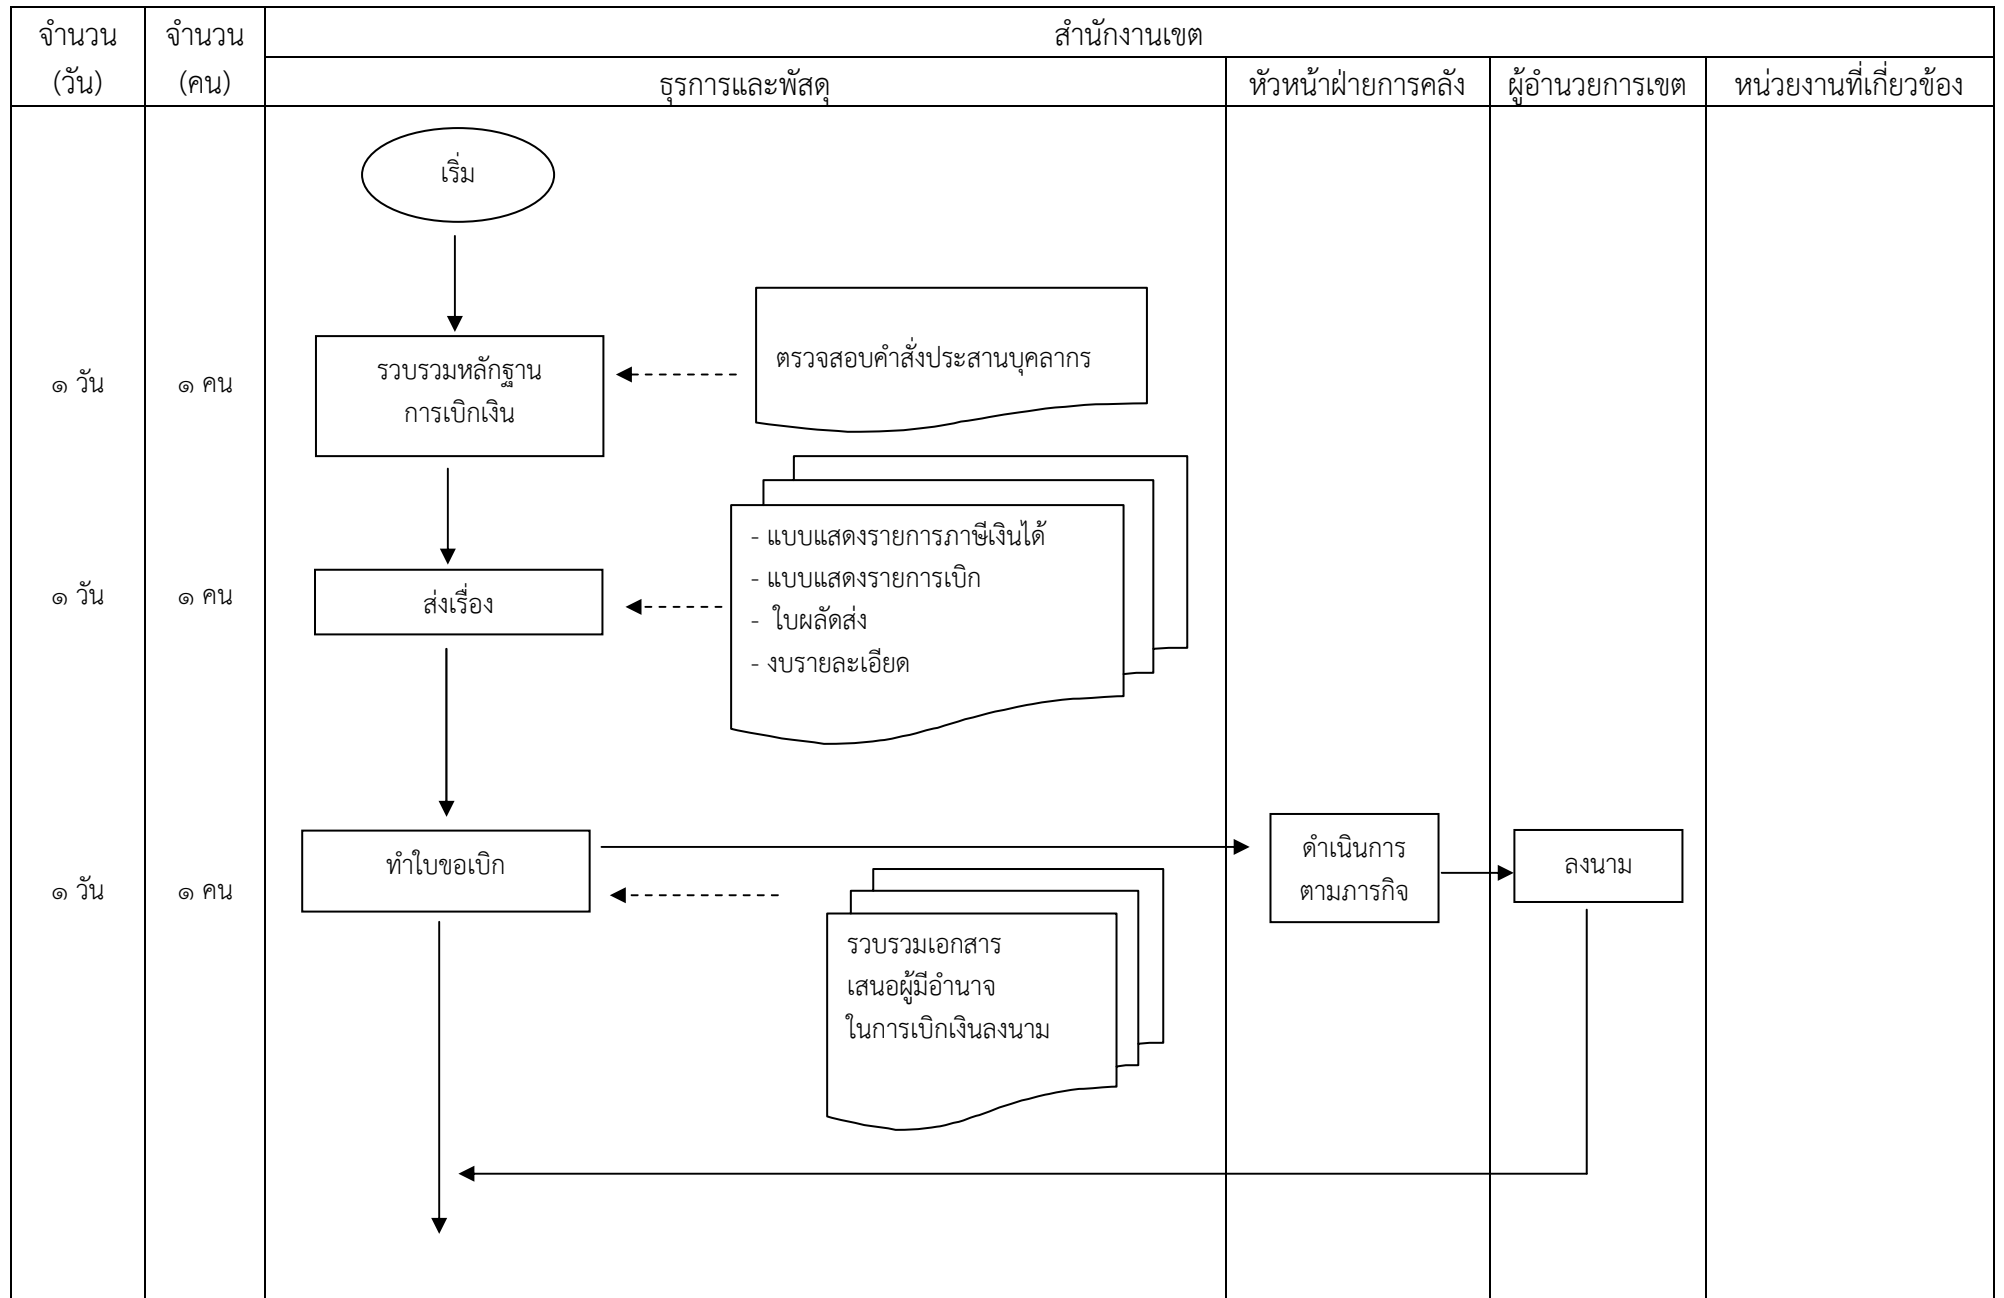 จำนวน
(วัน)
จำนวน
(คน)
สำนักงานเขต
ธุรการและพัสดุ
หัวหน้าฝ่ายการคลัง
ผู้อำนวยการเขต
หน่วยงานที่เกี่ยวข้อง
เริ่ม
๑ วัน
๑ คน
รวบรวมหลักฐาน
การเบิกเงิน
ตรวจสอบคำสั่งประสานบุคลากร
๑ วัน
๑ คน
ส่งเรื่อง
- แบบแสดงรายการภาษีเงินได้
- แบบแสดงรายการเบิก
- ใบผลัดส่ง
- งบรายละเอียด
๑ วัน
๑ คน
ทำใบขอเบิก
ดำเนินการ
ตามภารกิจ
ลงนาม
รวบรวมเอกสาร
เสนอผู้มีอำนาจ
ในการเบิกเงินลงนาม